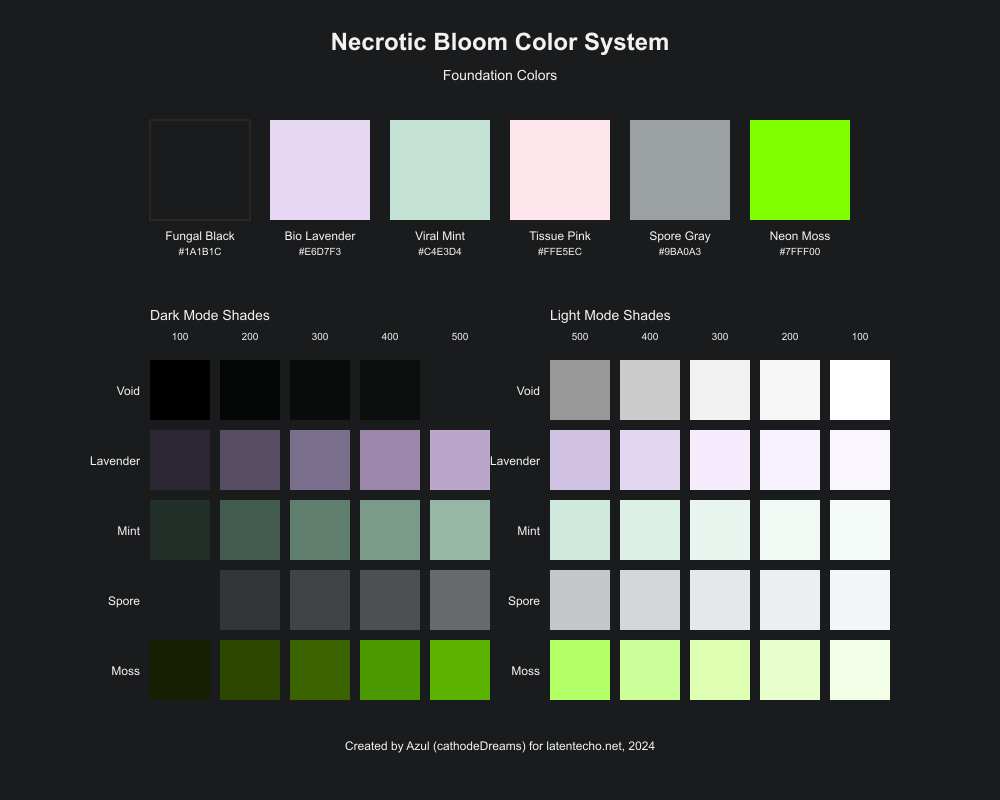 Necrotic Bloom Color System
Foundation Colors
Fungal Black
#1A1B1C
Bio Lavender
#E6D7F3
Viral Mint
#C4E3D4
Tissue Pink
#FFE5EC
Spore Gray
#9BA0A3
Neon Moss
#7FFF00
Dark Mode Shades
100 200 300 400 500
Void
Lavender
Mint
Spore
Moss
Light Mode Shades
500 400 300 200 100
Void
Lavender
Mint
Spore
Moss
Created by Azul (cathodeDreams) for latentecho.net, 2024